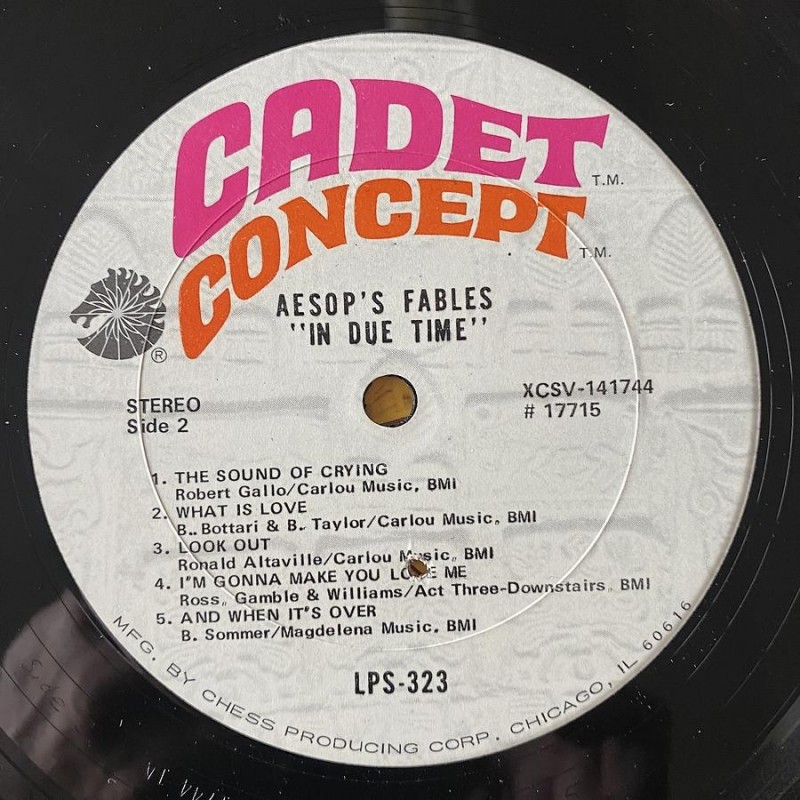 CADET
T.M.
CONCEPT
T.M.
AESOP'S FABLES
"IN DUE TIME"
®
STEREO
Side 2
XCSV-141744
# 17715
1. THE SOUND OF CRYING
Robert Gallo/Carlou Music, BMI
2. WHAT IS LOVE
B. Bottari & B. Taylor/Carlou Music, BMI
3. LOOK OUT
Ronald Altaville/Carlou Music, BMI
4. I'M GONNA MAKE YOU LOVE ME
Ross, Gamble & Williams/Act Three-Downstairs, BMI
5. AND WHEN IT'S OVER
B. Sommer/Magdelena Music, BMI
LPS-323
MFG. BY CHESS PRODUCING CORP., CHICAGO, IL 60616